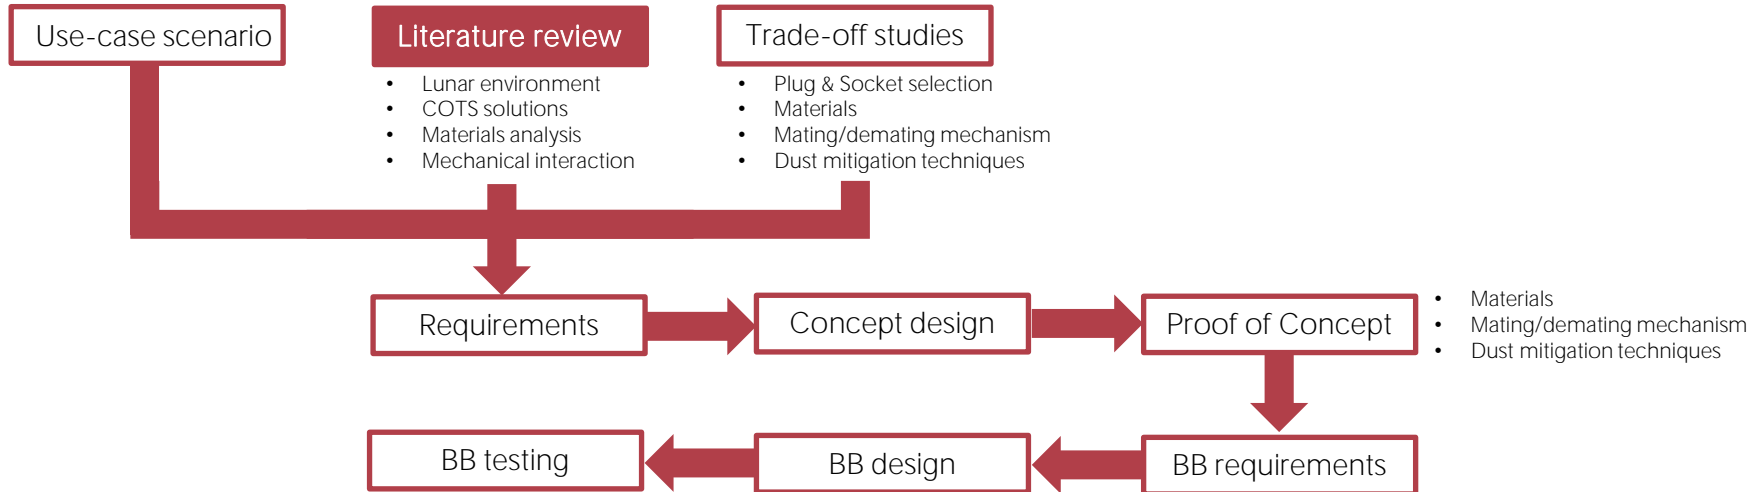 Use-case scenario
Literature review
Trade-off studies
• Lunar environment
• COTS solutions
• Materials analysis
• Mechanical interaction
• Plug & Socket selection
• Materials
• Mating/demating mechanism
• Dust mitigation techniques
Requirements
Concept design
Proof of Concept
• Materials
• Mating/demating mechanism
• Dust mitigation techniques
BB testing
BB design
BB requirements